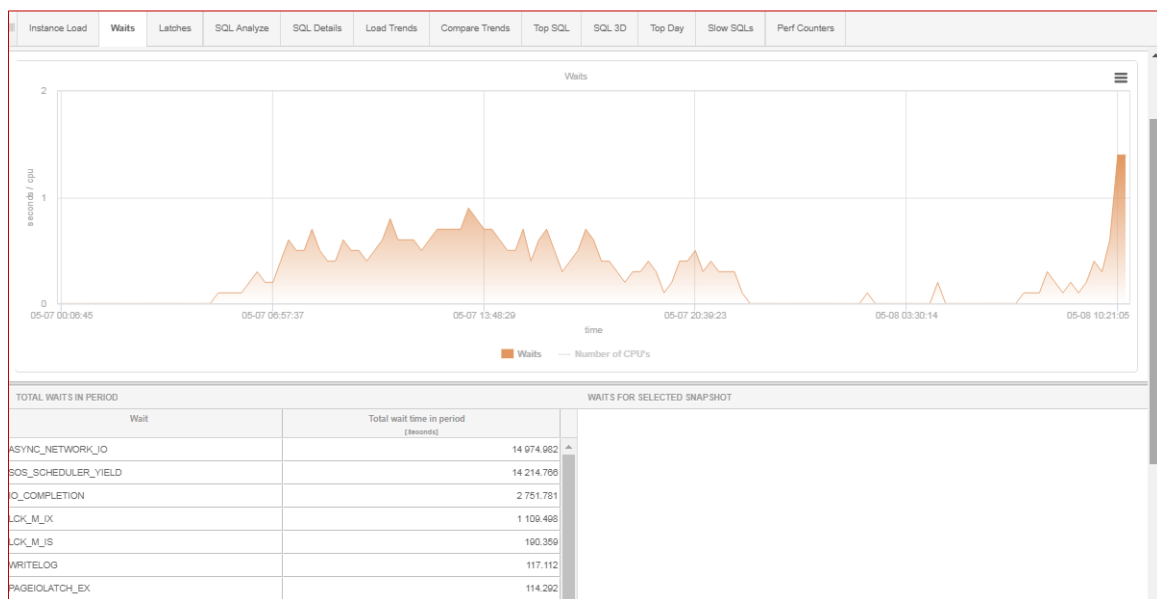 Instance Load Waits Latches SQL Analyze SQL Details Load Trends Compare Trends Top SQL SQL 3D Top Day Slow SQLs Perf Counters
Waits
2
1
0
seconds / cpu
05-07 00:06:45 05-07 06:57:37 05-07 13:48:29 05-07 20:39:23 05-08 03:30:14 05-08 10:21:05
time
Waits Number of CPU's
TOTAL WAITS IN PERIOD WAITS FOR SELECTED SNAPSHOT
Wait Total wait time in period
[Seconds]
ASYNC_NETWORK_IO 14 974.982
SOS_SCHEDULER_YIELD 14 214.766
IO_COMPLETION 2 751.781
LCK_M_IX 1 109.498
LCK_M_IS 190.359
WRITELOG 117.112
PAGEIOLATCH_EX 114.292